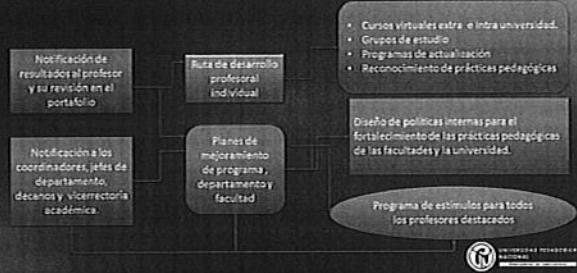 Notificación de
resultados al profesor
y su revisión en el
portafolio
Ruta de desarrollo
profesoral
individual
• Cursos virtuales extra e intra universidad.
• Grupos de estudio
• Programas de actualización
• Reconocimiento de prácticas pedagógicas
Notificación a los
coordinadores, jefes de
departamento,
decanos y vicerrectoría
académica.
Planes de
mejoramiento
de programa,
departamento y
facultad
Diseño de políticas internas para el
fortalecimiento de las prácticas pedagógicas
de las facultades y la universidad.
Programa de estímulos para todos
los profesores destacados
UNIVERSIDAD PEDAGOGICA
NACIONAL